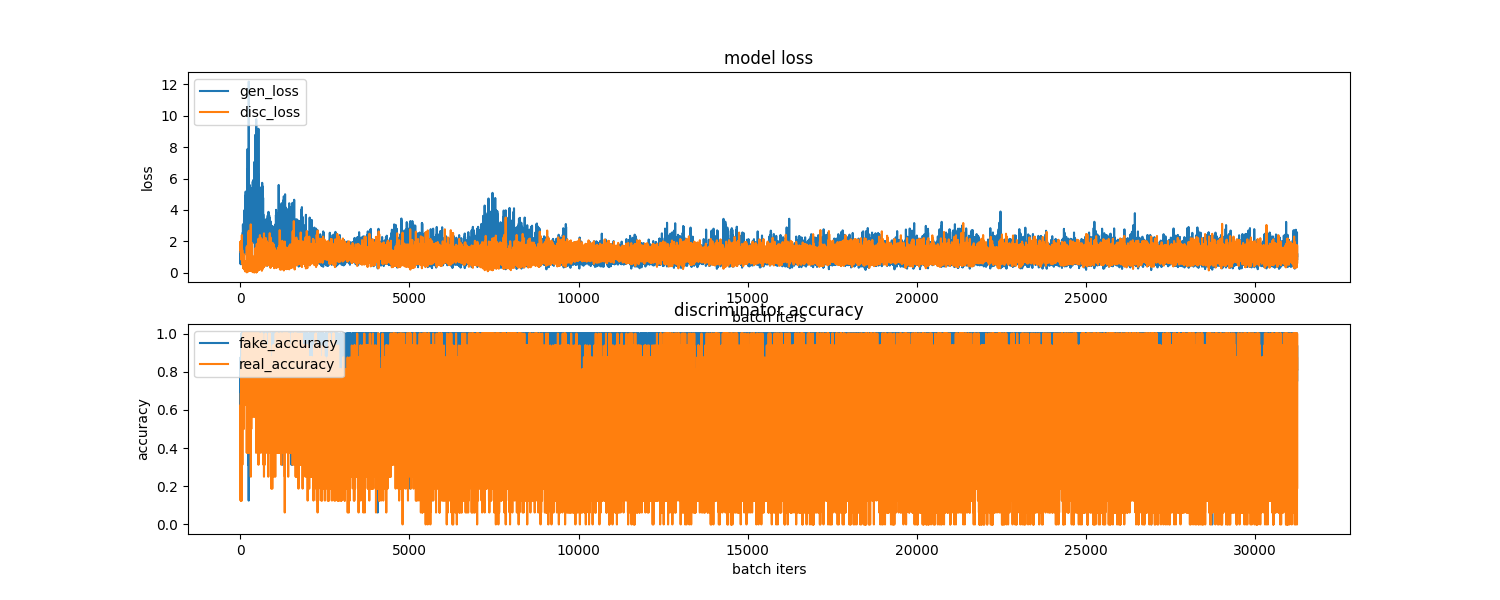 model loss
12
10
8
6
4
2
0
loss
gen_loss
disc_loss
0 5000 10000 15000 20000 25000 30000
batch iters
discriminator accuracy
1.0
0.8
0.6
0.4
0.2
0.0
accuracy
fake_accuracy
real_accuracy
0 5000 10000 15000 20000 25000 30000
batch iters